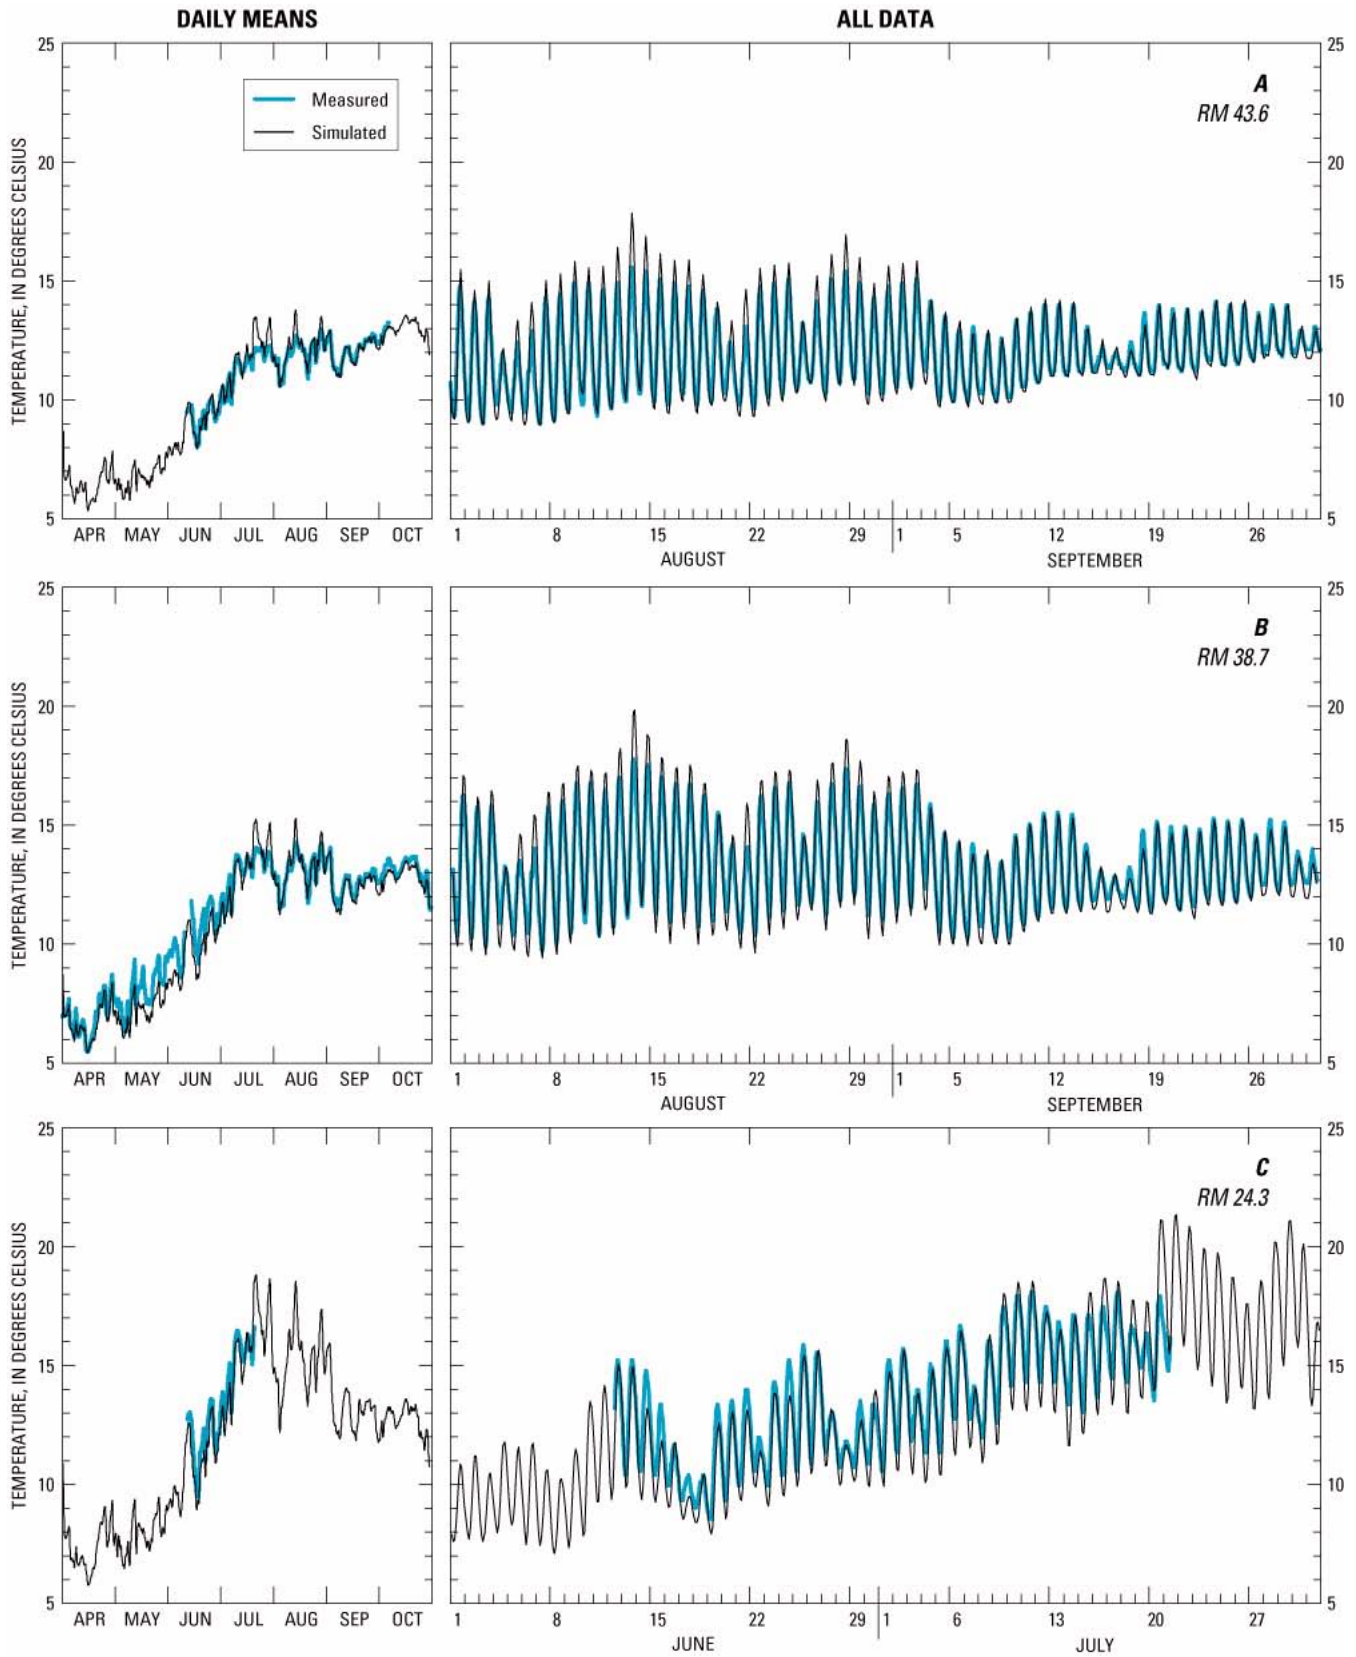 DAILY MEANS
ALL DATA
25
20
15
10
5
TEMPERATURE, IN DEGREES CELSIUS
Measured
Simulated
APR MAY JUN JUL AUG SEP OCT
A
RM 43.6
25
20
15
10
5
1 8 15 22 29 1 5 12 19 26
AUGUST SEPTEMBER
25
20
15
10
5
TEMPERATURE, IN DEGREES CELSIUS
APR MAY JUN JUL AUG SEP OCT
B
RM 38.7
25
20
15
10
5
1 8 15 22 29 1 5 12 19 26
AUGUST SEPTEMBER
25
20
15
10
5
TEMPERATURE, IN DEGREES CELSIUS
APR MAY JUN JUL AUG SEP OCT
C
RM 24.3
25
20
15
10
5
1 8 15 22 29 1 6 13 20 27
JUNE JULY